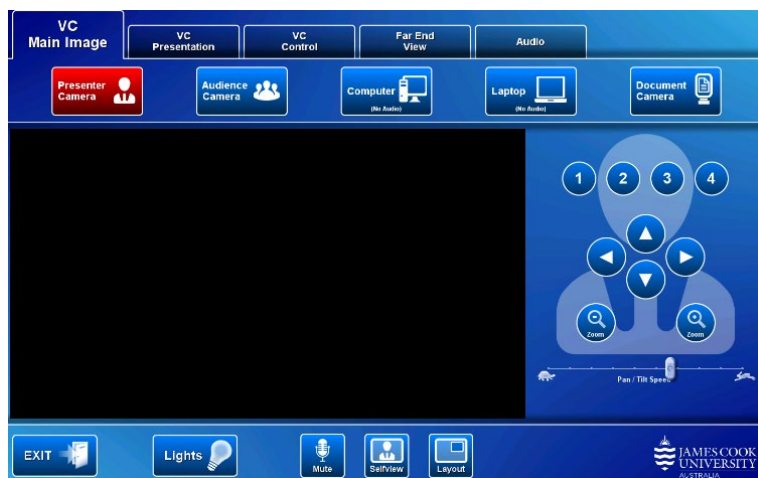 VC
Main Image
VC
Presentation
VC
Control
Far End
View
Audio
Presenter
Camera
Audience
Camera
Computer
(No Audio)
Laptop
(No Audio)
Document
Camera
1 2 3 4
Zoom
Zoom
Pan / Tilt Speed
EXIT
Lights
Mute
Selfview
Layout
JAMES COOK
UNIVERSITY
AUSTRALIA